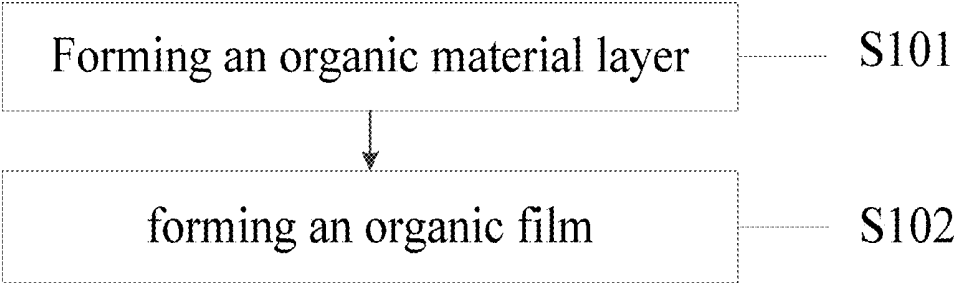 Forming an organic material layer S101
forming an organic film S102